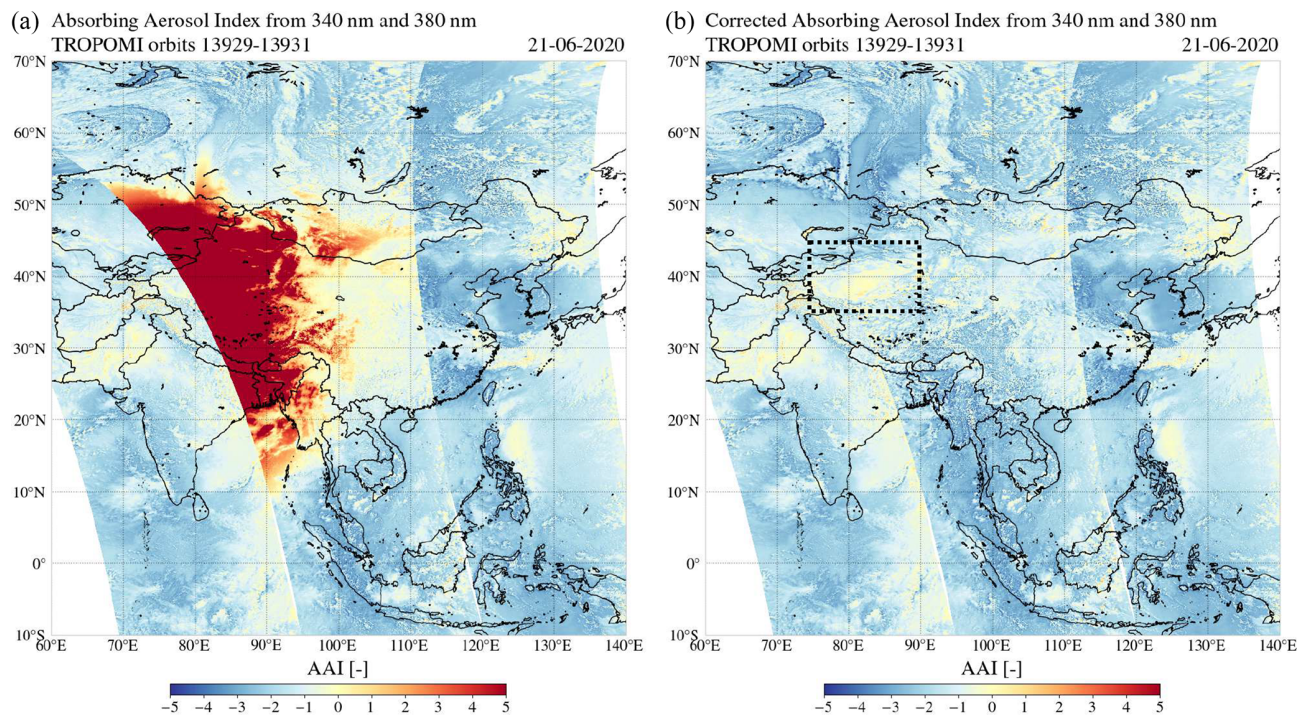 (a) Absorbing Aerosol Index from 340 nm and 380 nm
TROPOMI orbits 13929-13931 21-06-2020
70°N
60°N
50°N
40°N
30°N
20°N
10°N
0°
10°S
60°E 70°E 80°E 90°E 100°E 110°E 120°E 130°E 140°E
AAI [-]
−5 −4 −3 −2 −1 0 1 2 3 4 5
(b) Corrected Absorbing Aerosol Index from 340 nm and 380 nm
TROPOMI orbits 13929-13931 21-06-2020
70°N
60°N
50°N
40°N
30°N
20°N
10°N
0°
10°S
60°E 70°E 80°E 90°E 100°E 110°E 120°E 130°E 140°E
AAI [-]
−5 −4 −3 −2 −1 0 1 2 3 4 5